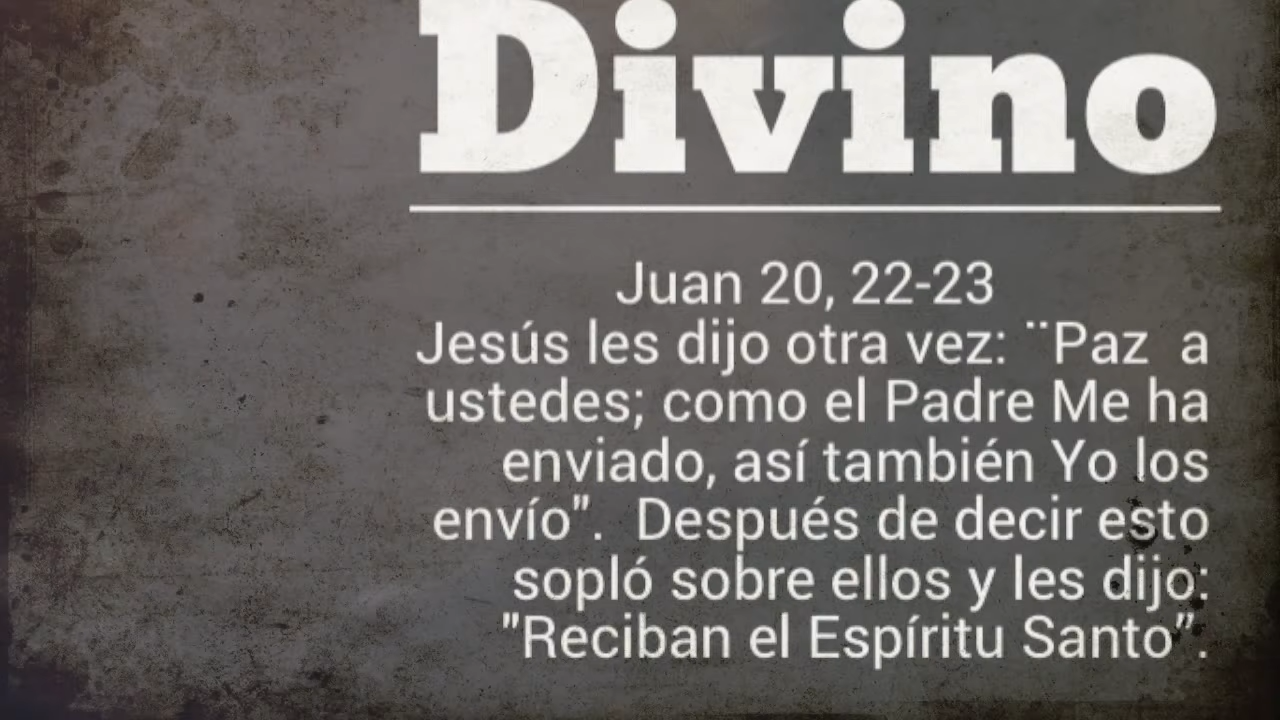 Divino
Juan 20, 22-23
Jesús les dijo otra vez: ¨Paz  a
ustedes; como el Padre Me ha
enviado, así también Yo los
envío".  Después de decir esto
sopló sobre ellos y les dijo:
"Reciban el Espíritu Santo”.